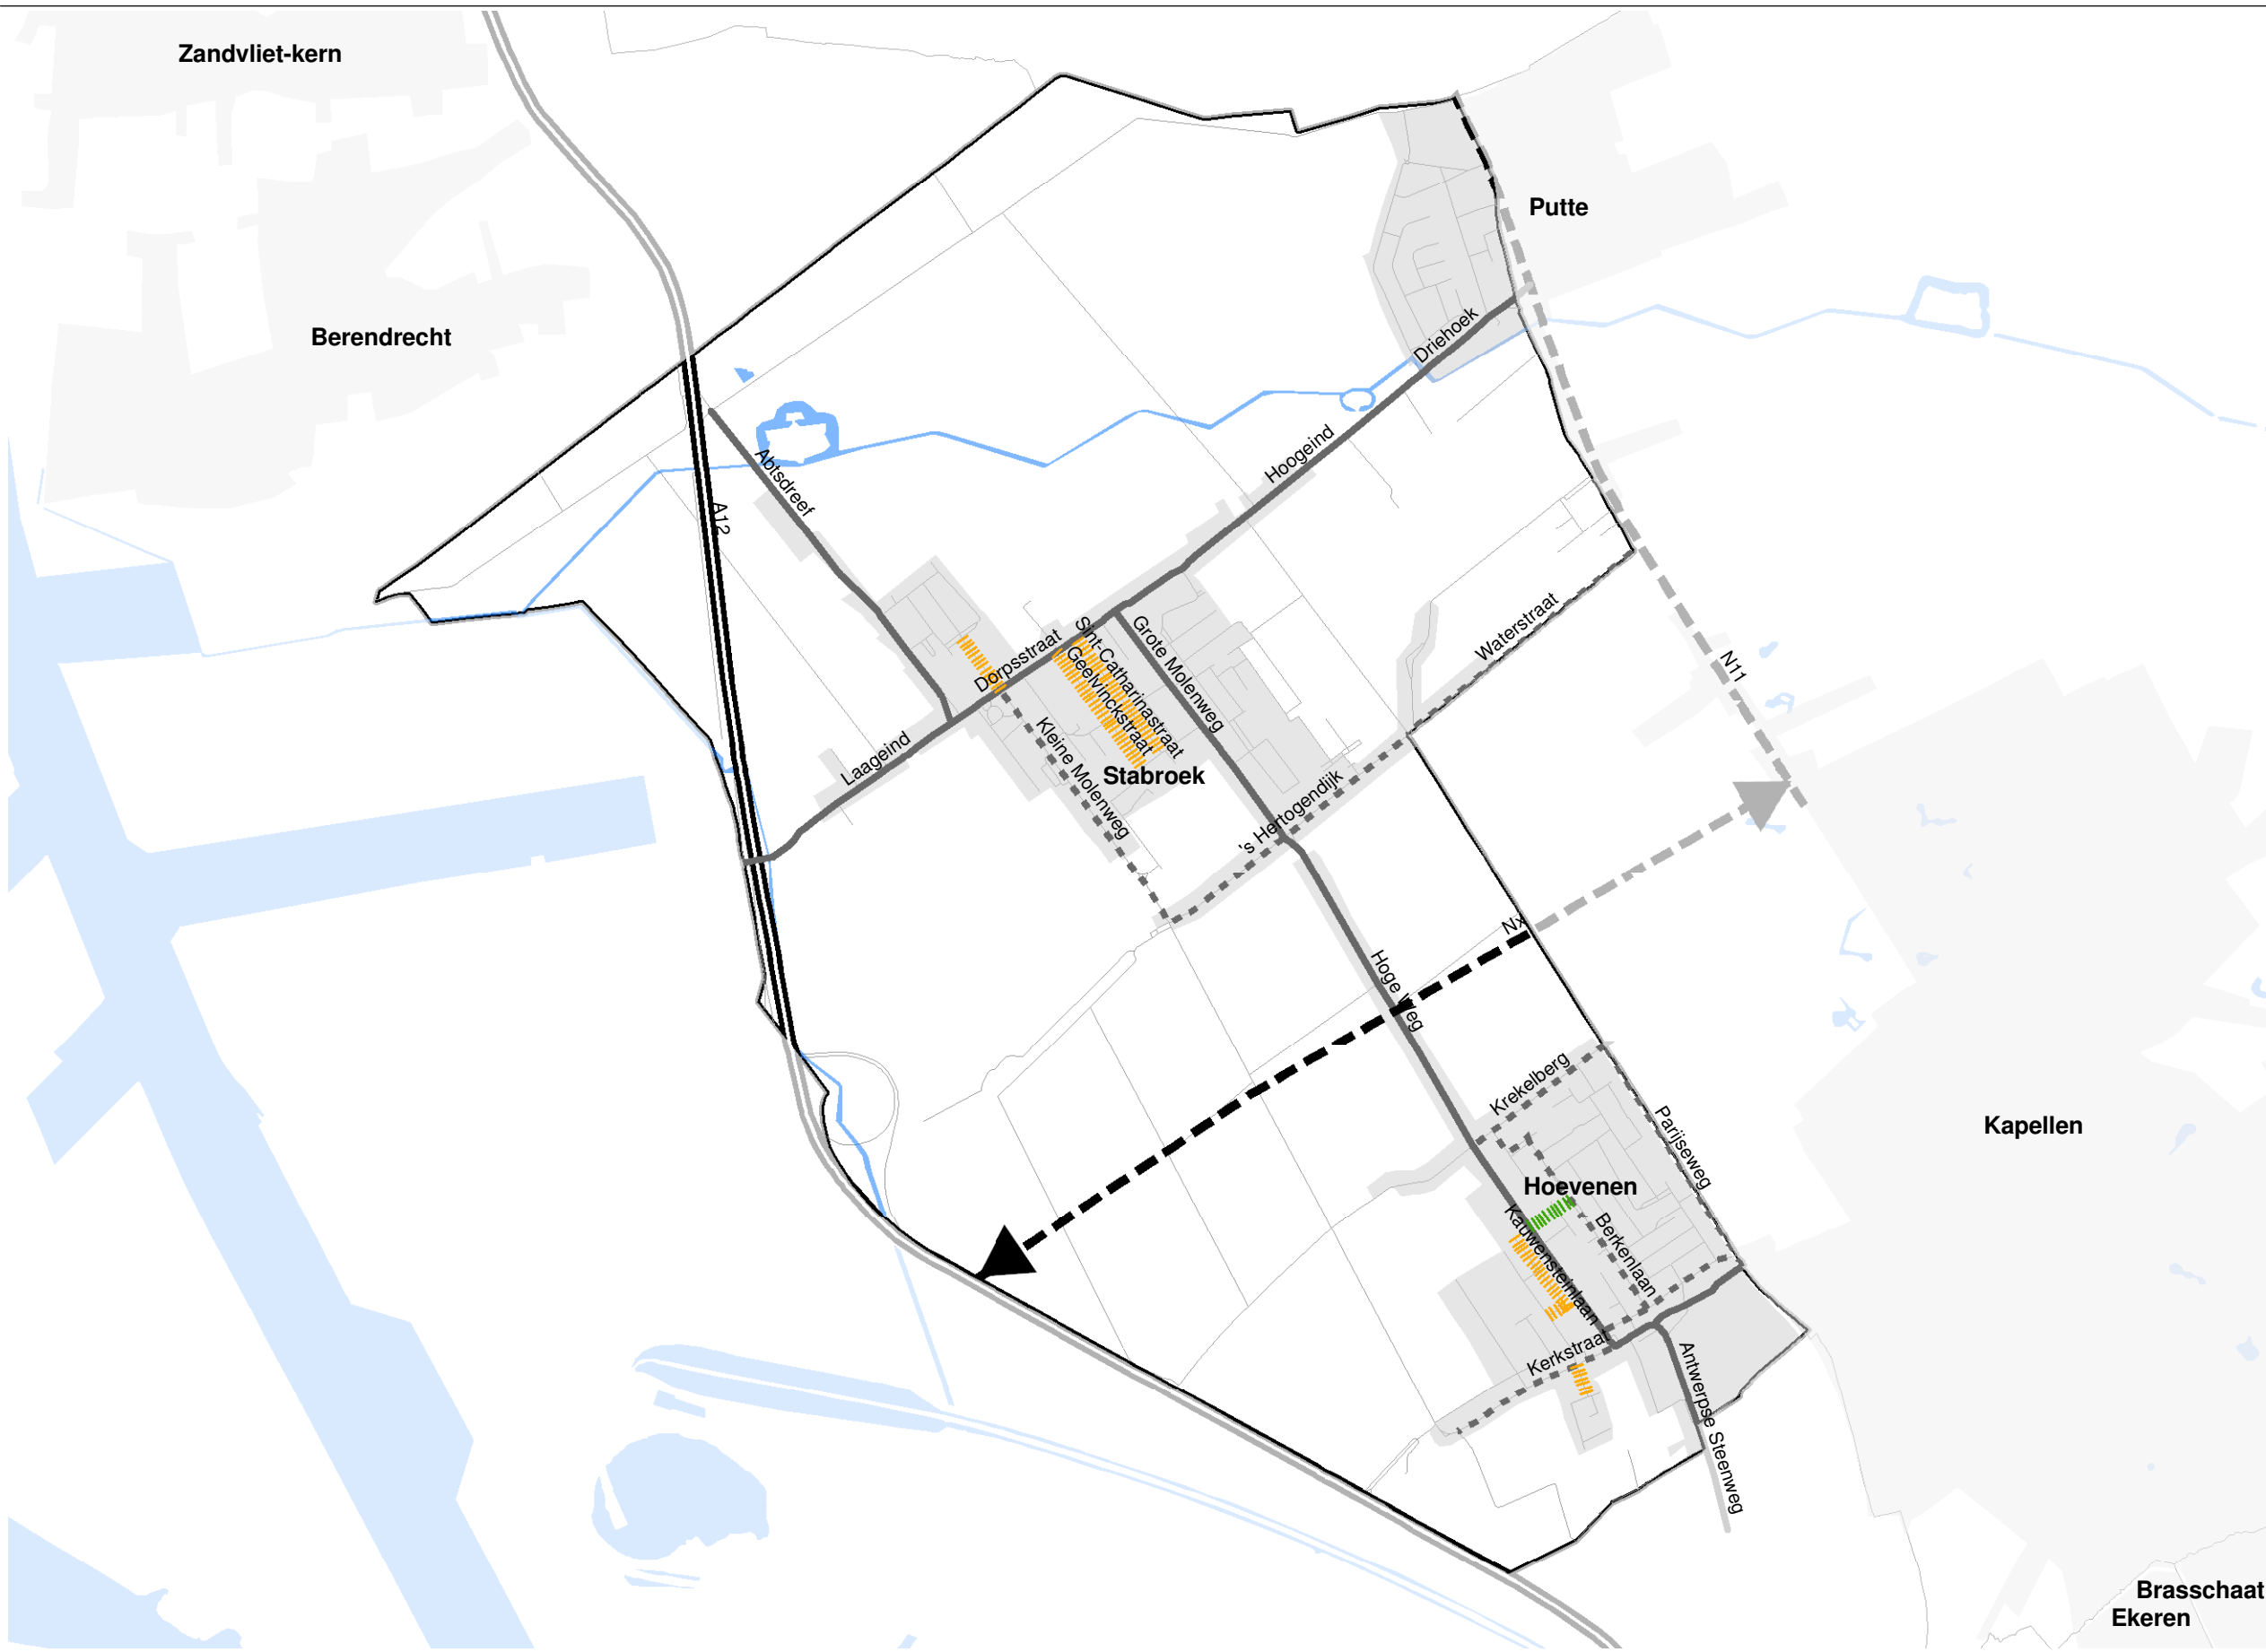 Zandvliet-kern
Putte
Berendrecht
Driehoek
Hoogeind
Abtsdreef
A12
Waterstraat
Sint-Catharinastraat
Grote Molenweg
Dorpsstraat
Geelvinckstraat
N11
Kleine Molenweg
Laageind
Stabroek
's Hertogendijk
Nx
Hoge Weg
Krekelberg
Parijseweg
Kapellen
Hoevenen
Kauwensteinlaan
Berkenlaan
Kerkstraat
Antwerpse Steenweg
Brasschaat
Ekeren